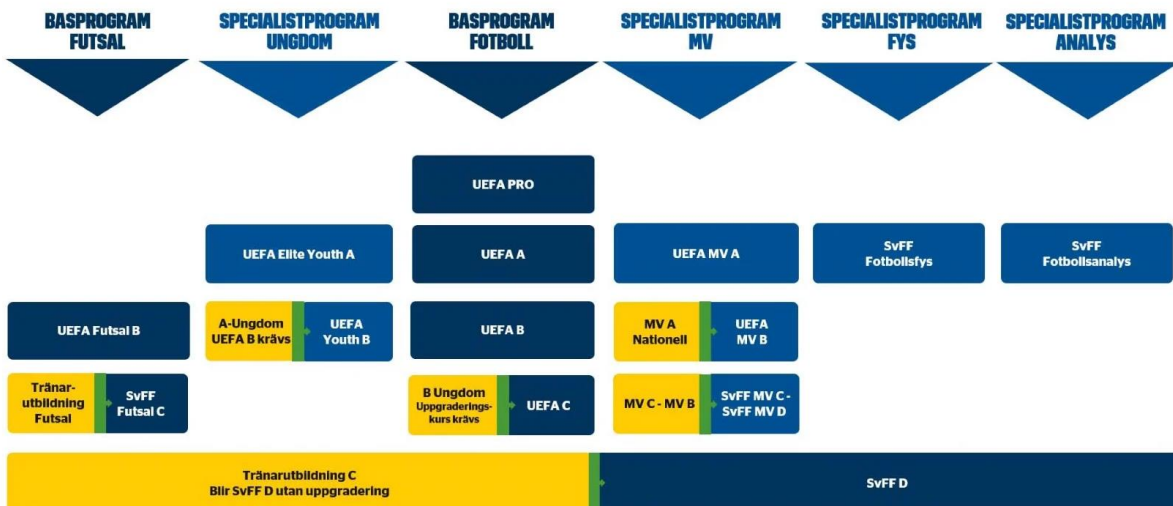 BASPROGRAM
FUTSAL
SPECIALISTPROGRAM
UNGDOM
BASPROGRAM
FOTBOLL
SPECIALISTPROGRAM
MV
SPECIALISTPROGRAM
FYS
SPECIALISTPROGRAM
ANALYS
UEFA PRO
UEFA Elite Youth A
UEFA A
UEFA MV A
SvFF
Fotbollsfys
SvFF
Fotbollsanalys
UEFA Futsal B
A-Ungdom
UEFA B krävs
UEFA
Youth B
UEFA B
MV A
Nationell
UEFA
MV B
Tränar-
utbildning
Futsal
SvFF
Futsal C
B Ungdom
Uppgraderings-
kurs krävs
UEFA C
MV C - MV B
SvFF MV C -
SvFF MV D
Tränarutbildning C
Blir SvFF D utan uppgradering
SvFF D